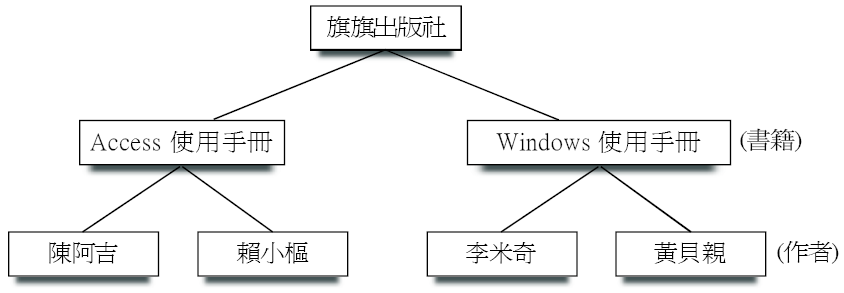 旗旗出版社
Access 使用手冊
Windows 使用手冊
(書籍)
陳阿吉
賴小樞
李米奇
黃貝親
(作者)